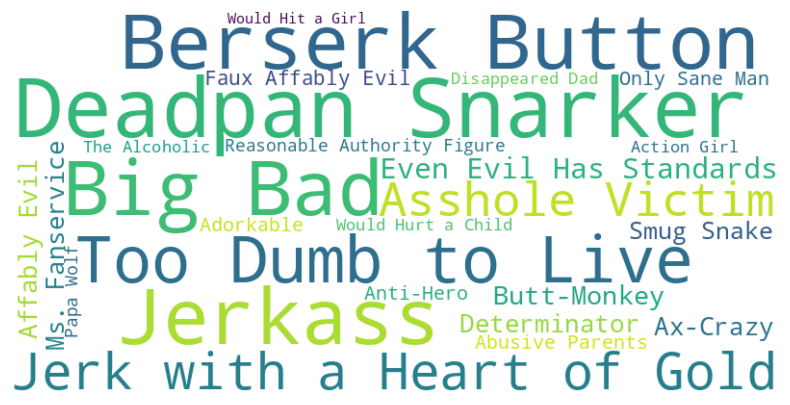 Would Hit a Girl
Berserk Button
Faux Affably Evil
Disappeared Dad
Only Sane Man
Deadpan Snarker
The Alcoholic
Reasonable Authority Figure
Action Girl
Big Bad
Even Evil Has Standards
Asshole Victim
Affably Evil
Ms. Fanservice
Papa Wolf
Adorkable
Would Hurt a Child
Smug Snake
Too Dumb to Live
Jerkass
Anti-Hero
Butt-Monkey
Determinator
Ax-Crazy
Abusive Parents
Jerk with a Heart of Gold